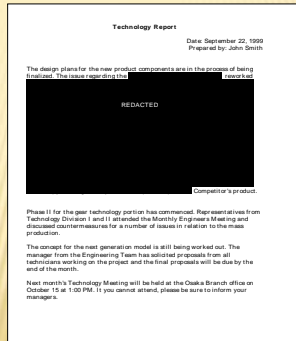 Technology Report
Date: September 22, 1999
Prepared by: John Smith
The design plans for the new product components are in the process of being
finalized. The issue regarding the reworked
REDACTED
Competitor's product.
Phase II for the gear technology portion has commenced. Representatives from
Technology Division I and II attended the Monthly Engineers Meeting and
discussed countermeasures for a number of issues in relation to the mass
production.
The concept for the next generation model is still being worked out. The
manager from the Engineering Team has solicited proposals from all
technicians working on the project and the final proposals will be due by the
end of the month.
Next month's Technology Meeting will be held at the Osaka Branch office on
October 15 at 1:00 PM. It you cannot attend, please be sure to inform your
managers.